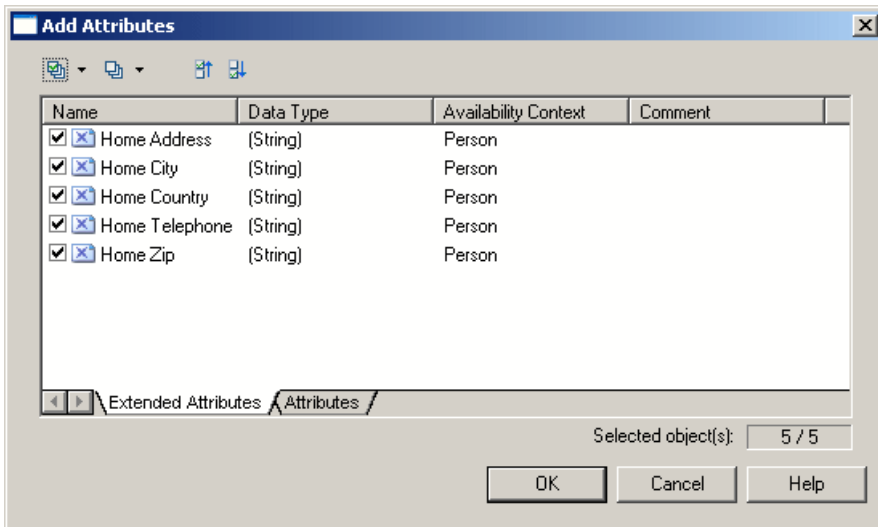 Add Attributes
Name Data Type Availability Context Comment
Home Address (String) Person
Home City (String) Person
Home Country (String) Person
Home Telephone (String) Person
Home Zip (String) Person
Extended Attributes Attributes
Selected object(s): 5 / 5
OK Cancel Help